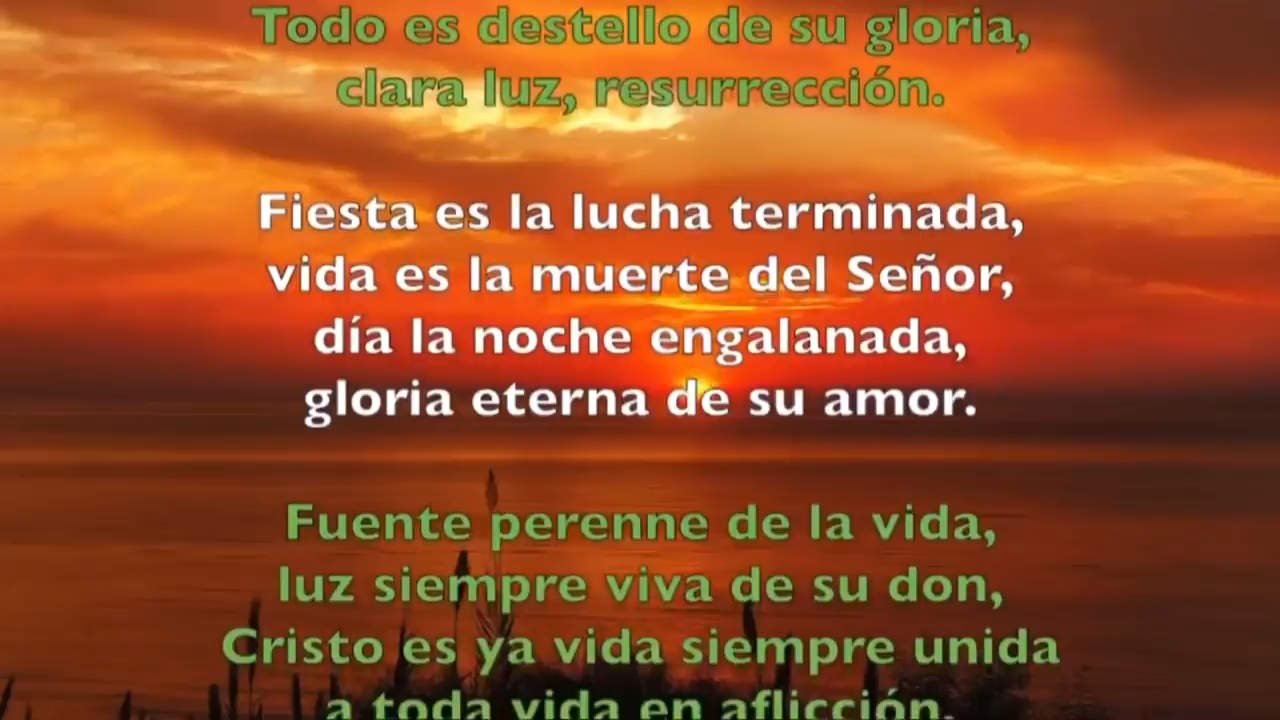 Todo es destello de su gloria,
clara luz, resurrección.
Fiesta es la lucha terminada,
vida es la muerte del Señor,
día la noche engalanada,
gloria eterna de su amor.
Fuente perenne de la vida,
luz siempre viva de su don,
Cristo es ya vida siempre unida
a toda vida en aflicción.